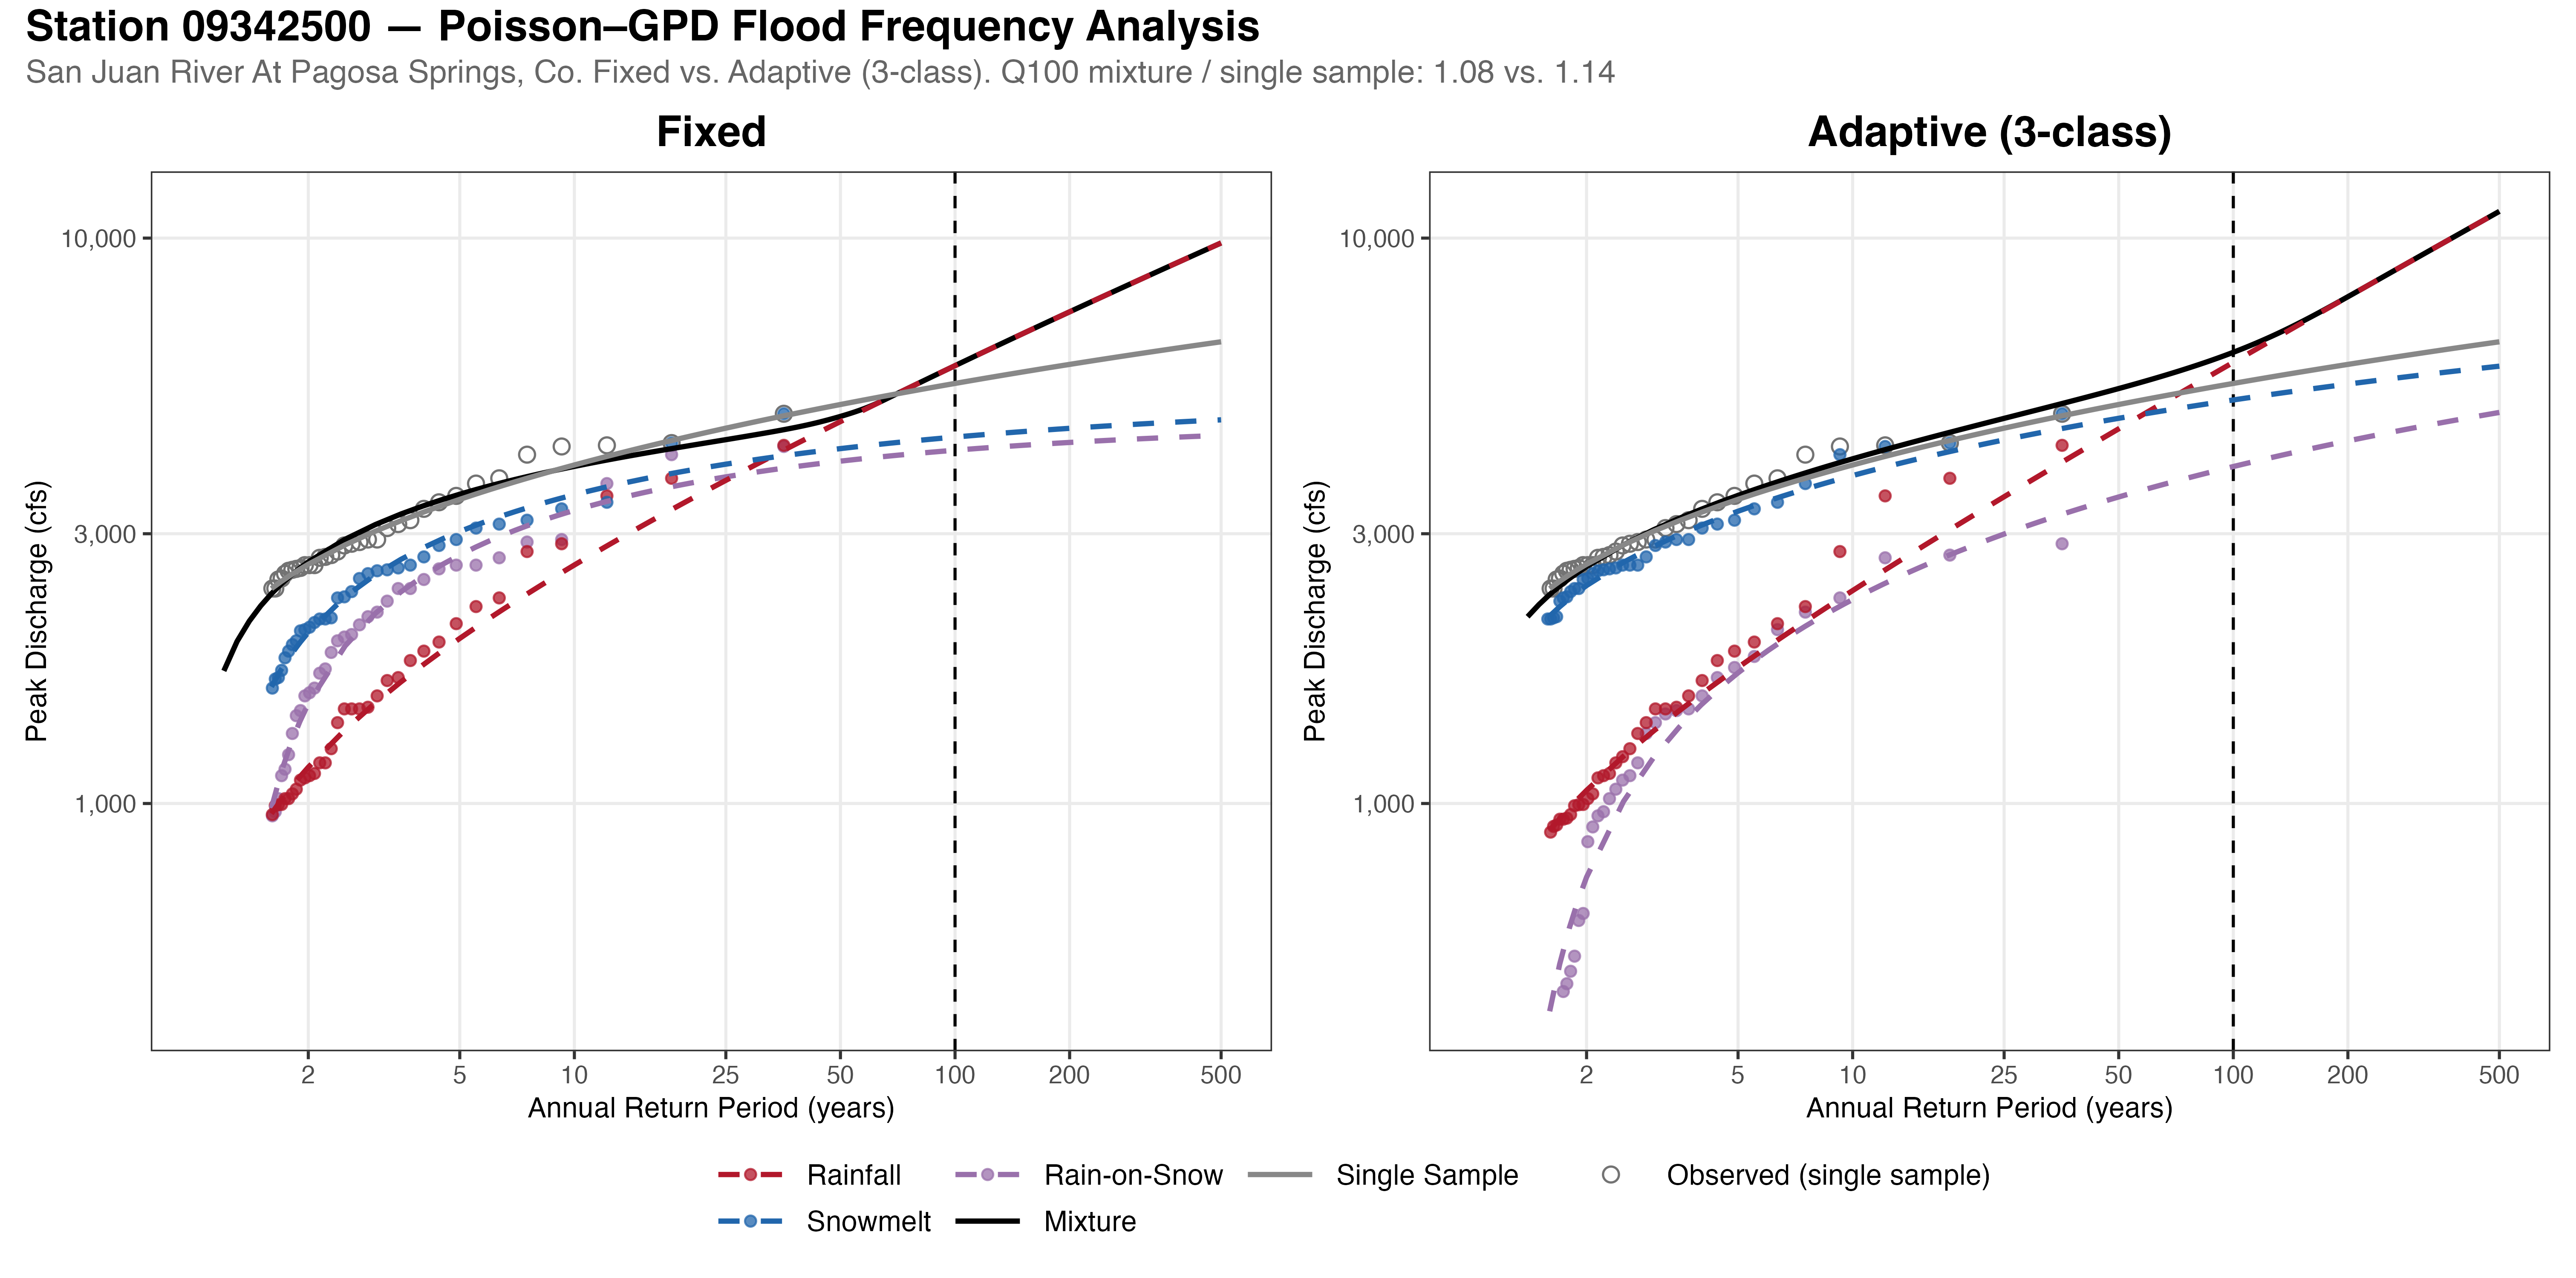 Station 09342500 — Poisson–GPD Flood Frequency Analysis
San Juan River At Pagosa Springs, Co. Fixed vs. Adaptive (3-class). Q100 mixture / single sample: 1.08 vs. 1.14
Fixed
Peak Discharge (cfs)
10,000
3,000
1,000
2 5 10 25 50 100 200 500
Annual Return Period (years)
Adaptive (3-class)
Peak Discharge (cfs)
10,000
3,000
1,000
2 5 10 25 50 100 200 500
Annual Return Period (years)
Rainfall Rain-on-Snow Single Sample Observed (single sample)
Snowmelt Mixture